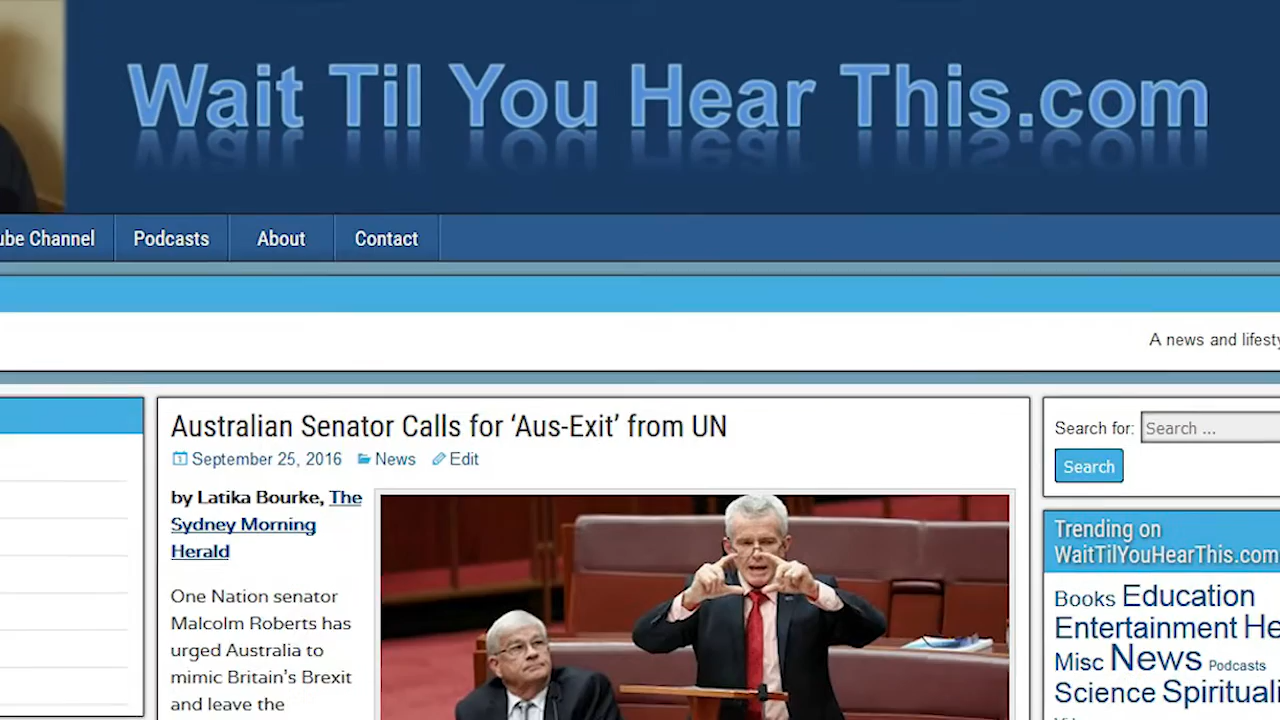 Wait Til You Hear This.com
ube Channel
Podcasts
About
Contact
A news and lifesty
Australian Senator Calls for ‘Aus-Exit’ from UN
September 25, 2016 News Edit
by Latika Bourke, The
Sydney Morning
Herald
One Nation senator
Malcolm Roberts has
urged Australia to
mimic Britain's Brexit
and leave the
Search for: Search ...
Search
Trending on
WaitTilYouHearThis.com
Books Education
Entertainment He
Misc News Podcasts
Science Spirituali